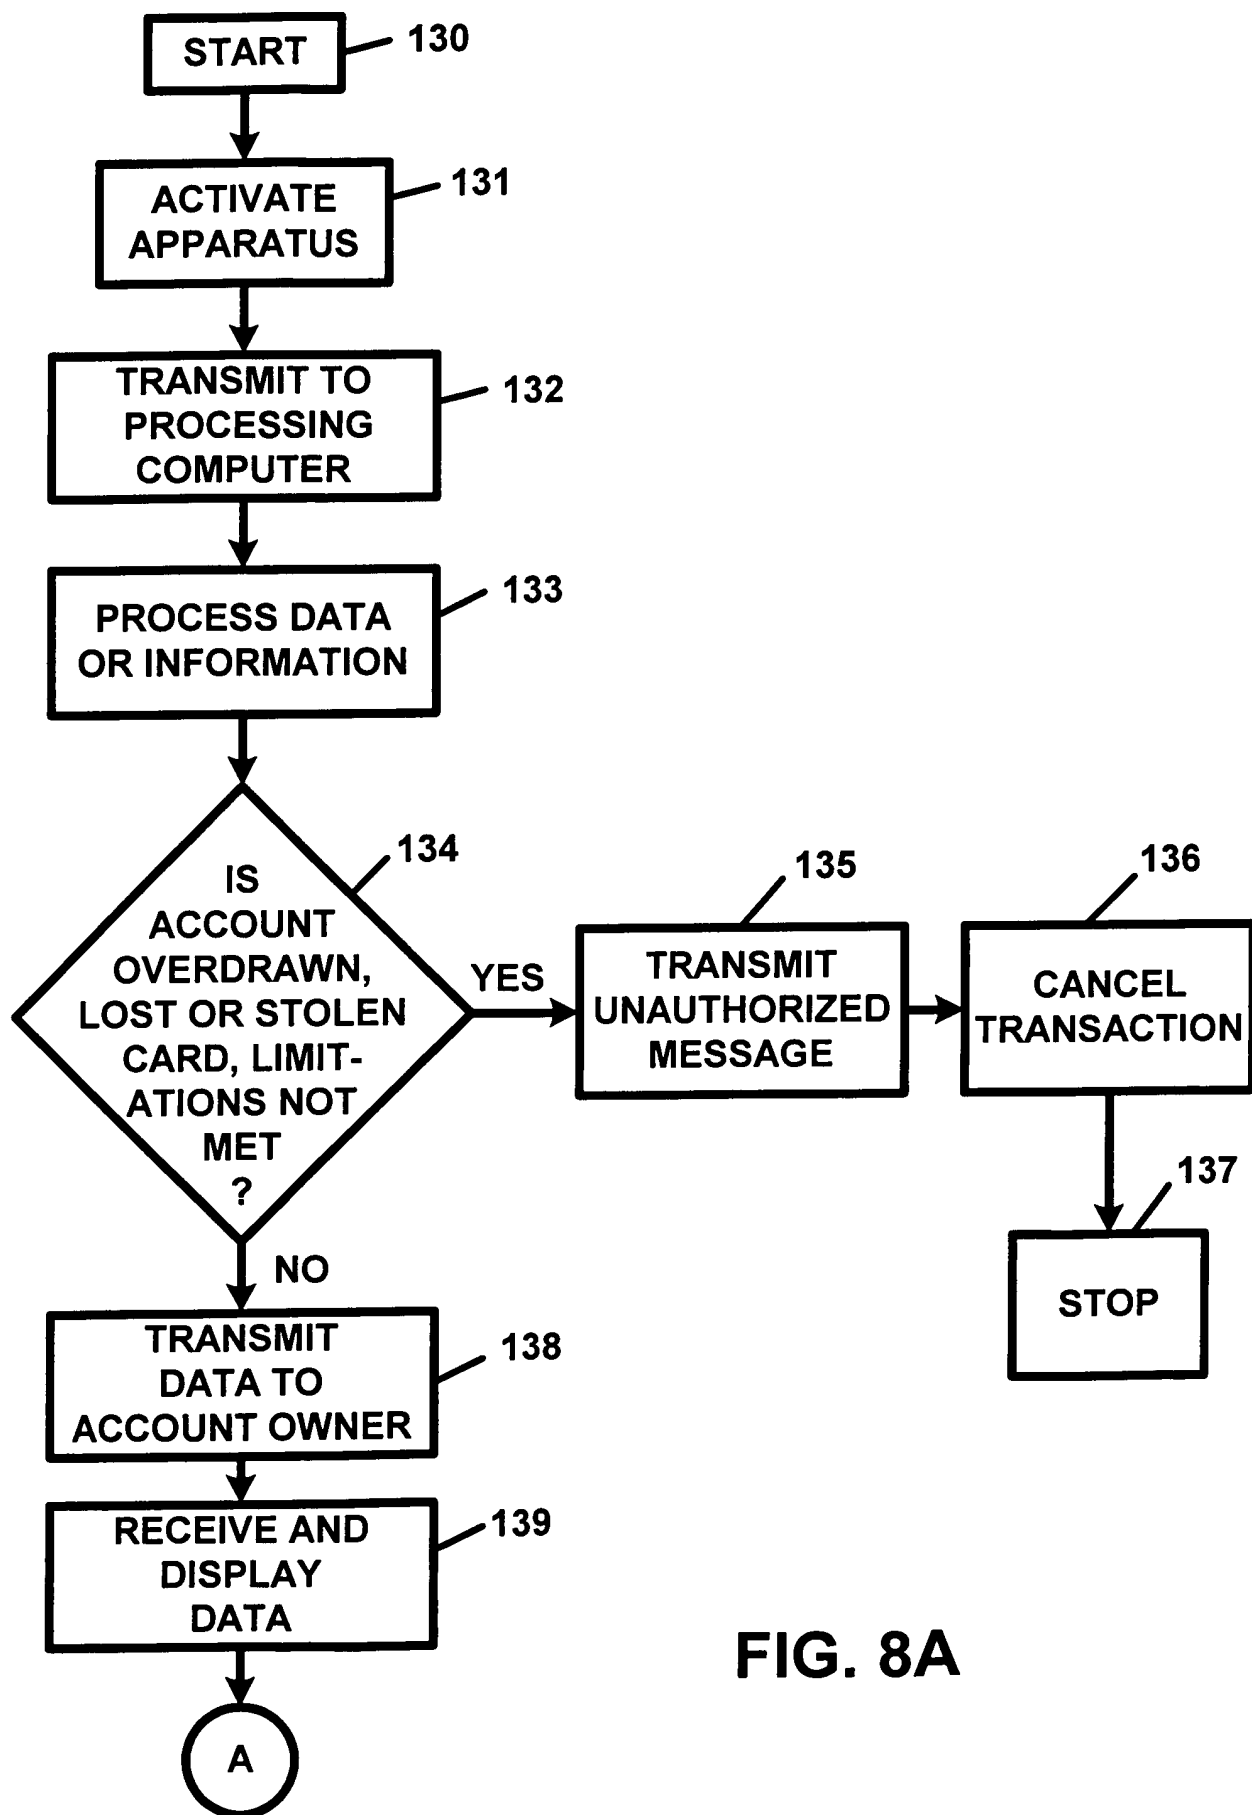 START
130
ACTIVATE
APPARATUS
131
TRANSMIT TO
PROCESSING
COMPUTER
132
PROCESS DATA
OR INFORMATION
133
IS
ACCOUNT
OVERDRAWN,
LOST OR STOLEN
CARD, LIMIT-
ATIONS NOT
MET
?
134
YES
TRANSMIT
UNAUTHORIZED
MESSAGE
135
CANCEL
TRANSACTION
136
STOP
137
NO
TRANSMIT
DATA TO
ACCOUNT OWNER
138
RECEIVE AND
DISPLAY
DATA
139
A
FIG. 8A